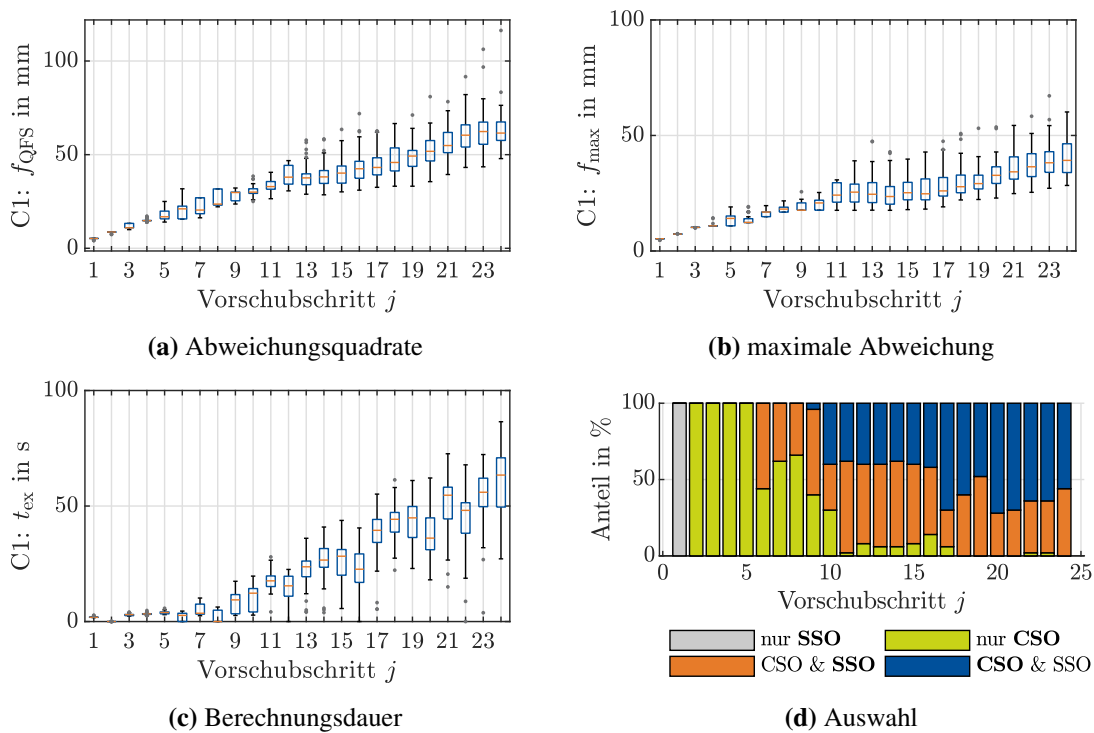 C1: f_QFS in mm
100
50
0
1 3 5 7 9 11 13 15 17 19 21 23
Vorschubschritt j
(a) Abweichungsquadrate
C1: f_max in mm
100
50
0
1 3 5 7 9 11 13 15 17 19 21 23
Vorschubschritt j
(b) maximale Abweichung
C1: t_ex in s
100
50
0
1 3 5 7 9 11 13 15 17 19 21 23
Vorschubschritt j
(c) Berechnungsdauer
Anteil in %
100
50
0
0 5 10 15 20 25
Vorschubschritt j
nur SSO
nur CSO
CSO & SSO
CSO & SSO
(d) Auswahl